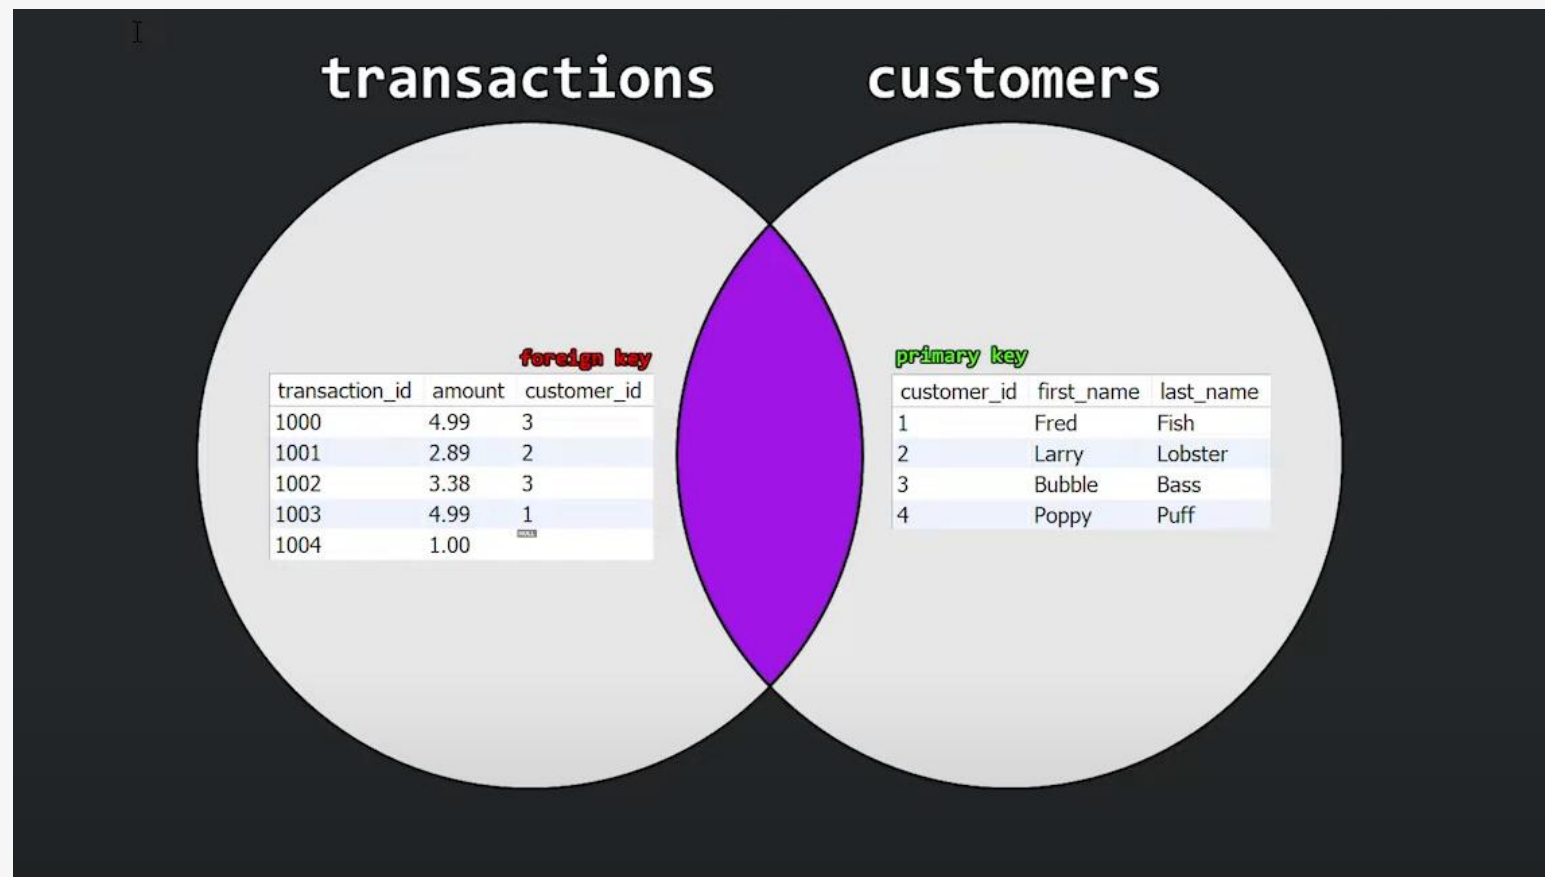 transactions customers
foreign key
transaction_id amount customer_id
1000 4.99 3
1001 2.89 2
1002 3.38 3
1003 4.99 1
NULL
1004 1.00
primary key
customer_id first_name last_name
1 Fred Fish
2 Larry Lobster
3 Bubble Bass
4 Poppy Puff